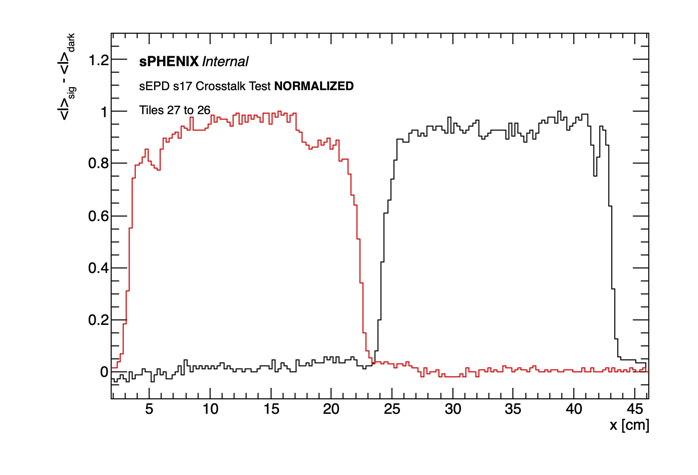 <I>sig - <I>dark
sPHENIX Internal
sEPD s17 Crosstalk Test NORMALIZED
Tiles 27 to 26
1.2
1
0.8
0.6
0.4
0.2
0
5 10 15 20 25 30 35 40 45
x [cm]